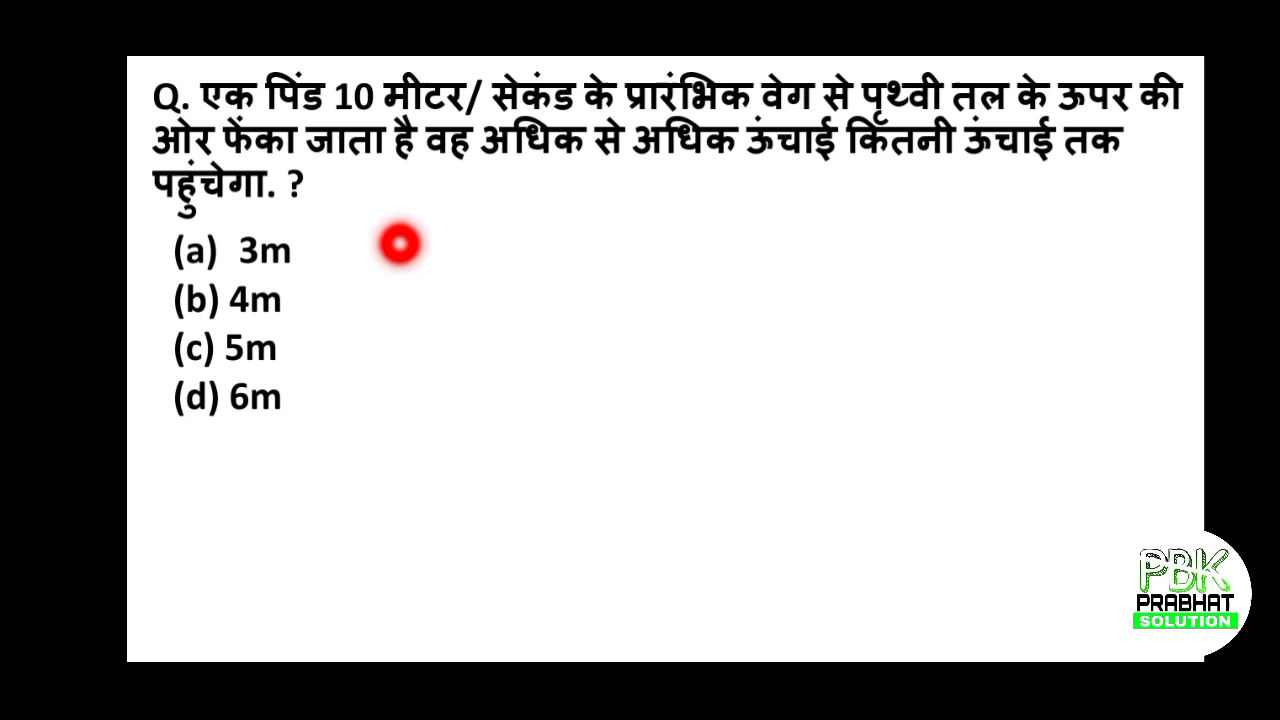 Q. एक पिंड 10 मीटर/ सेकंड के प्रारंभिक वेग से पृथ्वी तल के ऊपर की
ओर फेंका जाता है वह अधिक से अधिक ऊंचाई कितनी ऊंचाई तक
पहुंचेगा. ?
(a) 3m
(b) 4m
(c) 5m
(d) 6m
PBK
PRABHAT
SOLUTION